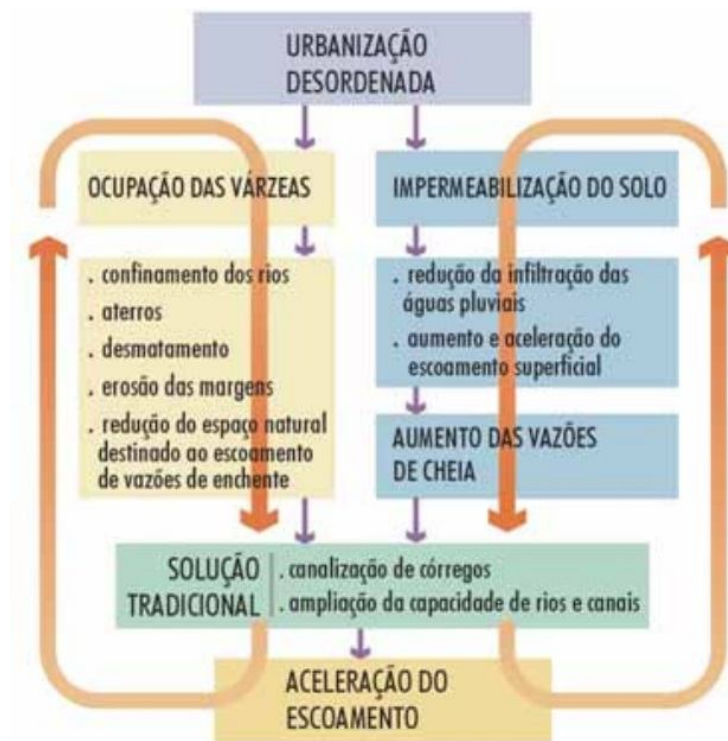 URBANIZAÇÃO
DESORDENADA
OCUPAÇÃO DAS VÁRZEAS
. confinamento dos rios
. aterros
. desmatamento
. erosão das margens
. redução do espaço natural
destinado ao escoamento
de vazões de enchente
IMPERMEABILIZAÇÃO DO SOLO
. redução da infiltração das
águas pluviais
. aumento e aceleração do
escoamento superficial
AUMENTO DAS VAZÕES
DE CHEIA
SOLUÇÃO
TRADICIONAL
. canalização de córregos
. ampliação da capacidade de rios e canais
ACELERAÇÃO DO
ESCOAMENTO